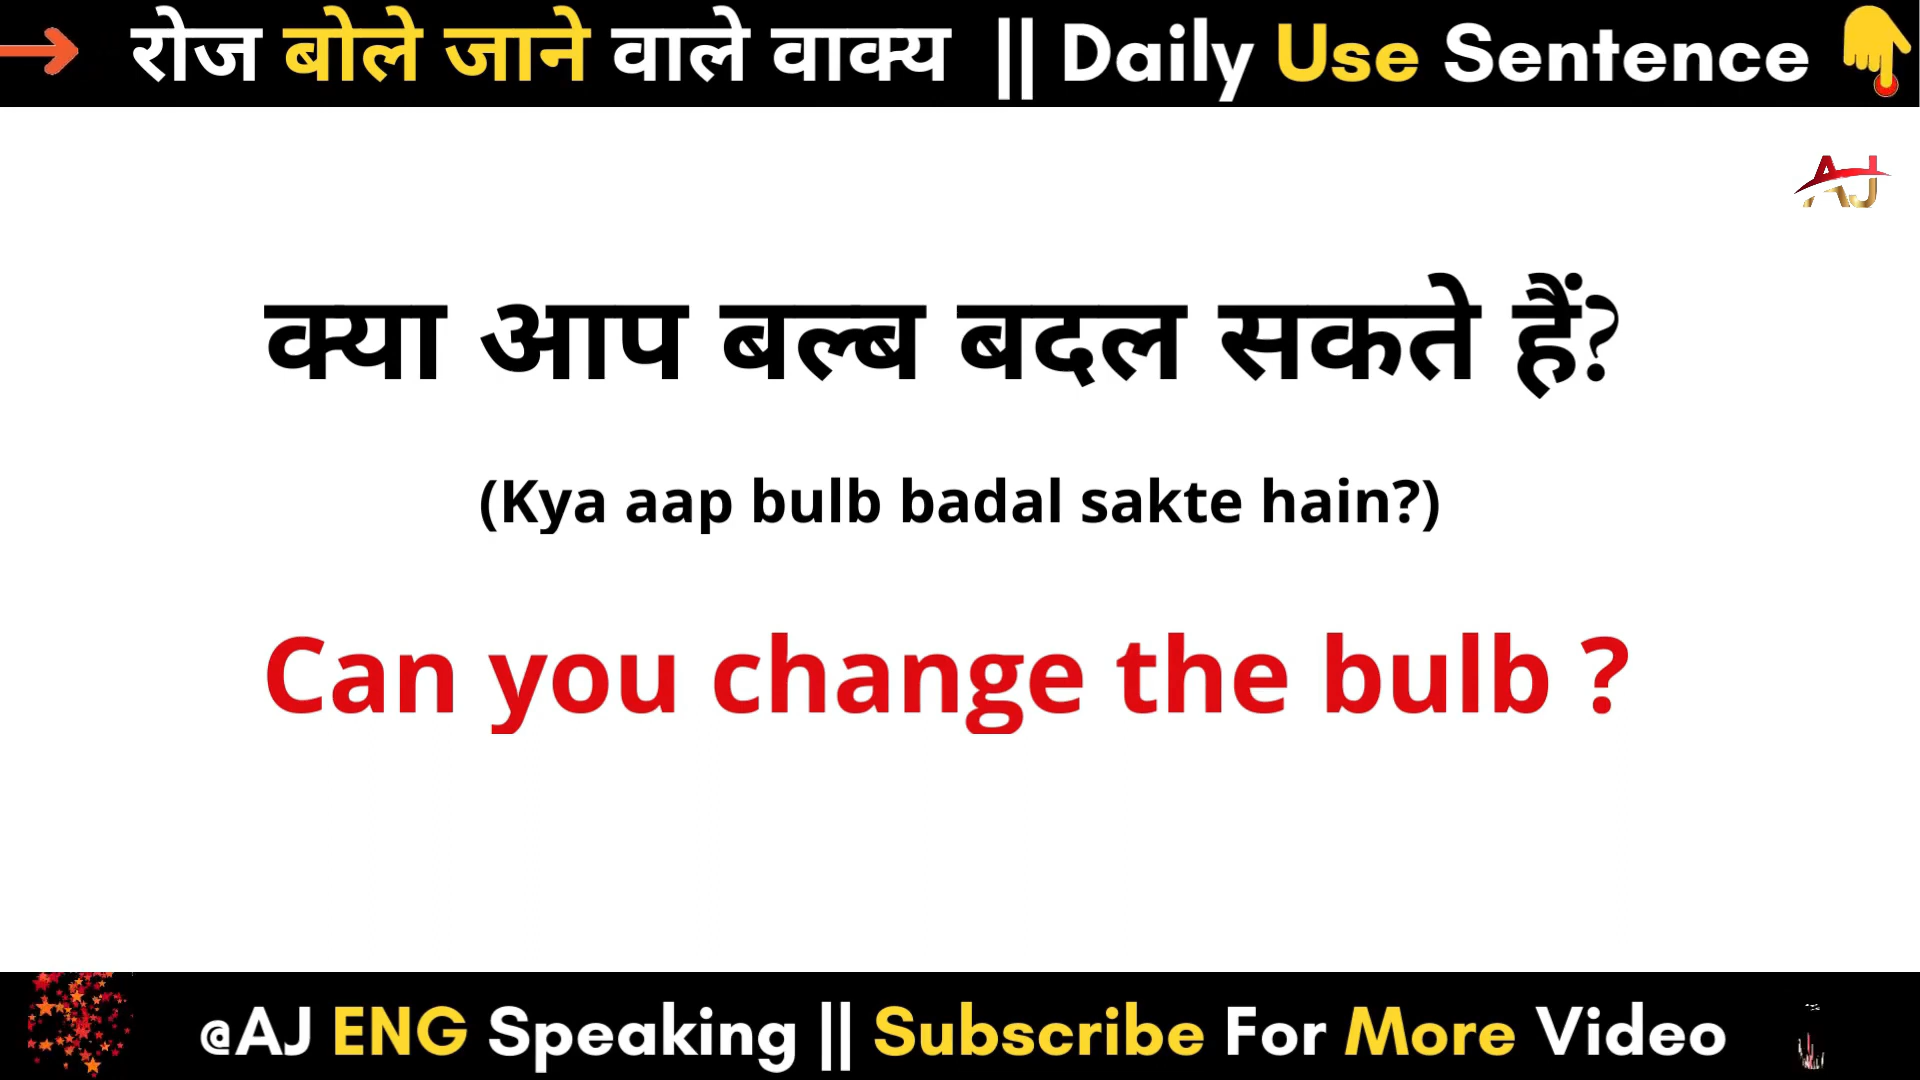 रोज बोले जाने वाले वाक्य || Daily Use Sentence
AJ
क्या आप बल्ब बदल सकते हैं?
(Kya aap bulb badal sakte hain?)
Can you change the bulb ?
@AJ ENG Speaking || Subscribe For More Video